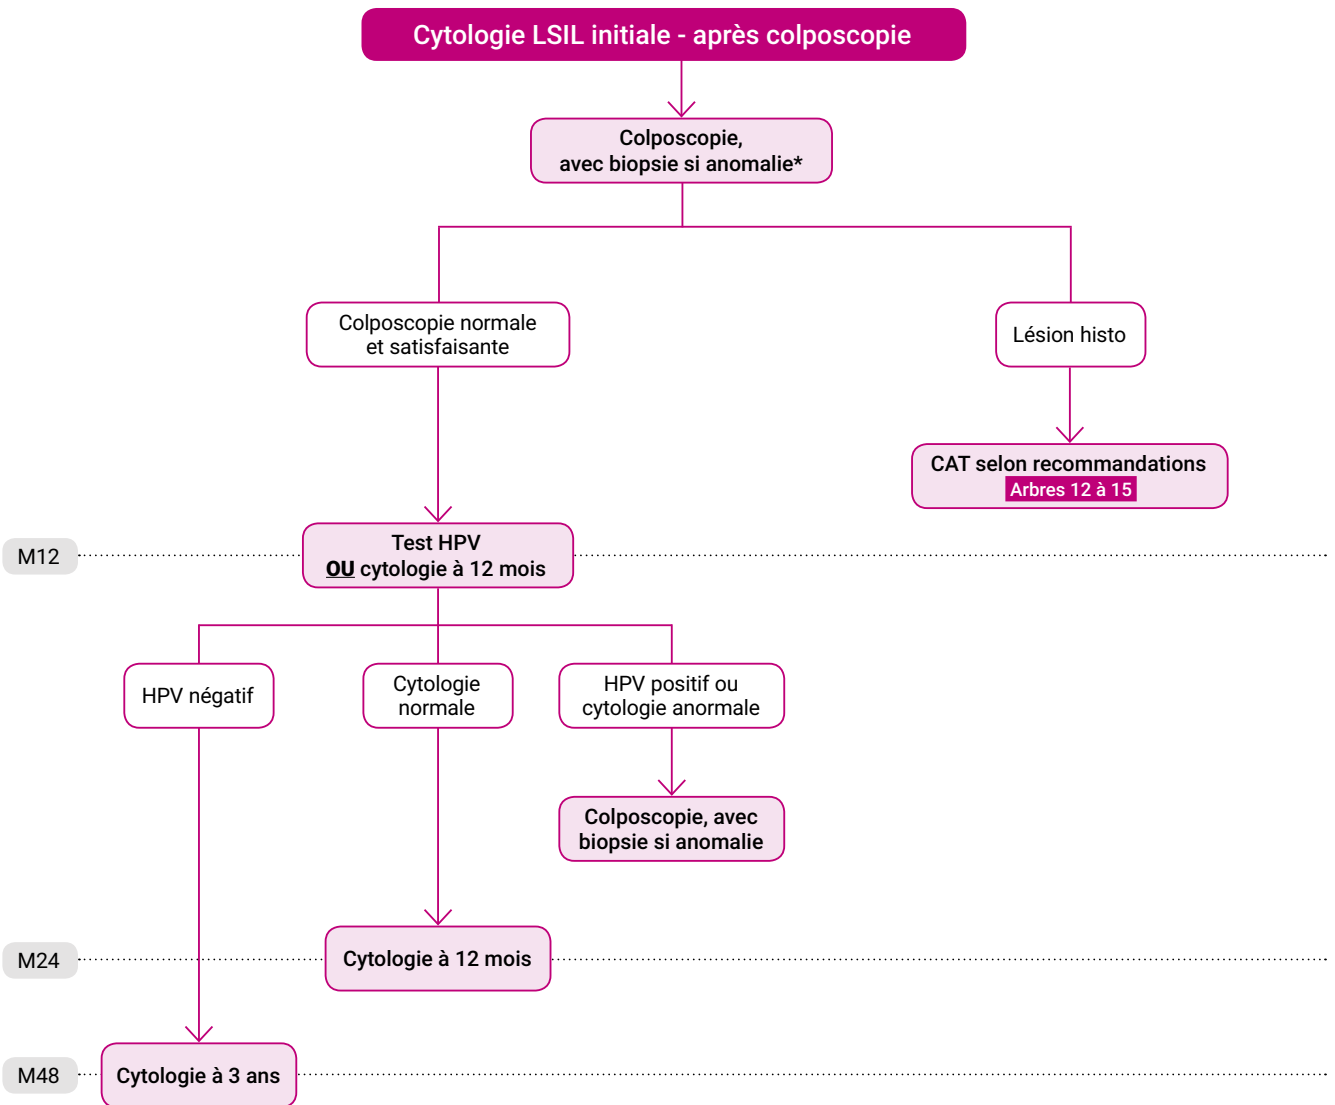 Cytologie LSIL initiale - après colposcopie
Colposcopie,
avec biopsie si anomalie*
Colposcopie normale
et satisfaisante
Lésion histo
CAT selon recommandations
Arbres 12 à 15
M12
Test HPV
OU cytologie à 12 mois
HPV négatif
Cytologie
normale
HPV positif ou
cytologie anormale
Colposcopie, avec
biopsie si anomalie
M24
Cytologie à 12 mois
M48
Cytologie à 3 ans